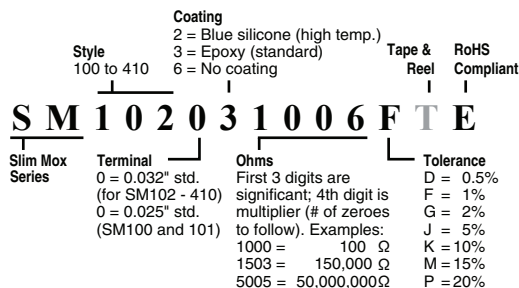 Coating
2 = Blue silicone (high temp.)
3 = Epoxy (standard)
6 = No coating
Style
100 to 410
Tape &
Reel
RoHS
Compliant
S M 1 0 2 0 3 1 0 0 6 F T E
Slim Mox
Series
Terminal
0 = 0.032" std.
(for SM102 - 410)
0 = 0.025" std.
(SM100 and 101)
Ohms
First 3 digits are
significant; 4th digit is
multiplier (# of zeroes
to follow). Examples:
1000 = 100 Ω
1503 = 150,000 Ω
5005 = 50,000,000 Ω
Tolerance
D = 0.5%
F = 1%
G = 2%
J = 5%
K = 10%
M = 15%
P = 20%